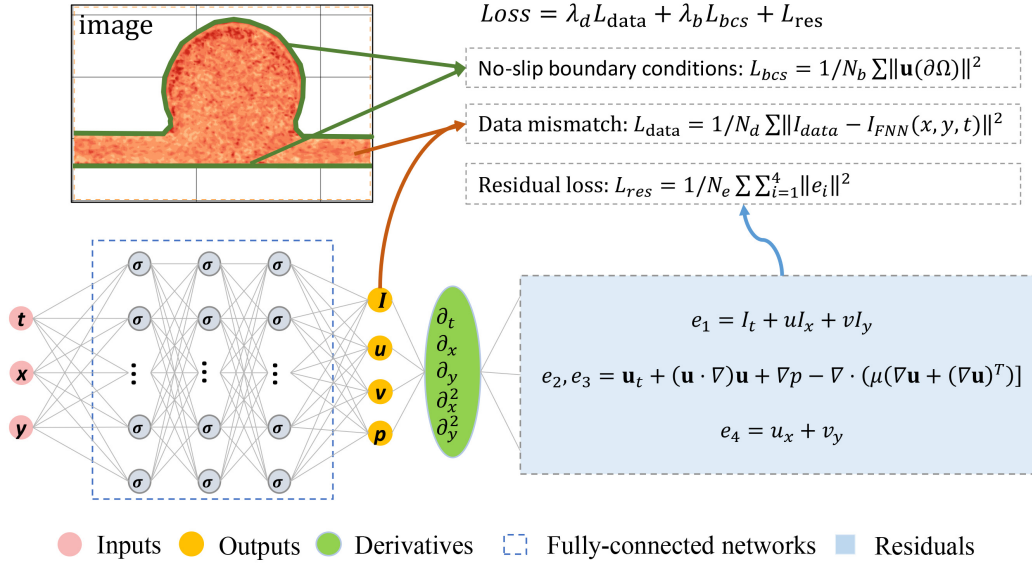 image
Loss = λ_d L_data + λ_b L_bcs + L_res
No-slip boundary conditions: L_bcs = 1/N_b ∑‖𝐮(∂Ω)‖²
Data mismatch: L_data = 1/N_d ∑‖I_data − I_FNN(x, y, t)‖²
Residual loss: L_res = 1/N_e ∑ ∑_{i=1}^{4}‖e_i‖²
σ σ σ
t σ σ σ I
x ⋮ ⋮ ⋮ u
y σ σ σ v
σ σ σ p
∂_t
∂_x
∂_y
∂_x^2
∂_y^2
e_1 = I_t + uI_x + vI_y
e_2, e_3 = 𝐮_t + (𝐮 · ∇)𝐮 + ∇p − ∇ · (μ(∇𝐮 + (∇𝐮)^T)]
e_4 = u_x + v_y
Inputs Outputs Derivatives Fully-connected networks Residuals